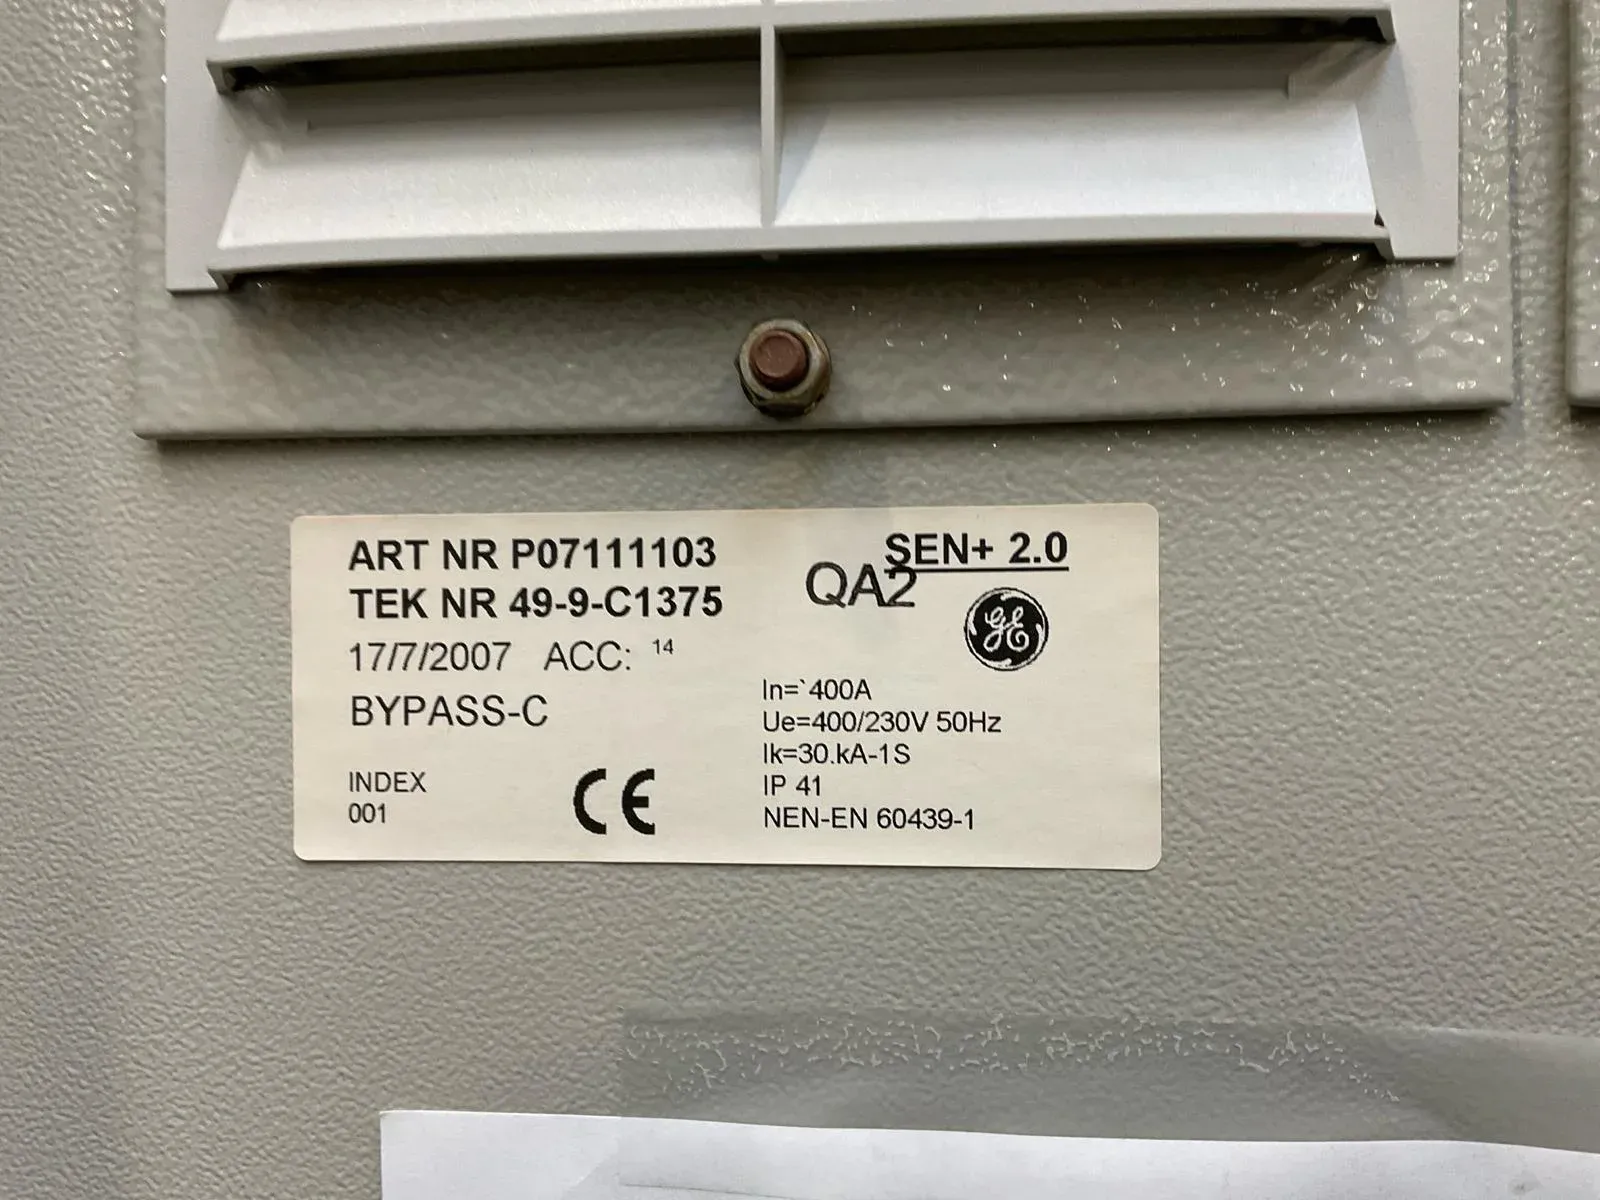 ART NR P07111103
TEK NR 49-9-C1375
17/7/2007 ACC: 14
BYPASS-C
INDEX
001
CE
SEN+ 2.0
QA2
GE
In=`400A
Ue=400/230V 50Hz
Ik=30.kA-1S
IP 41
NEN-EN 60439-1